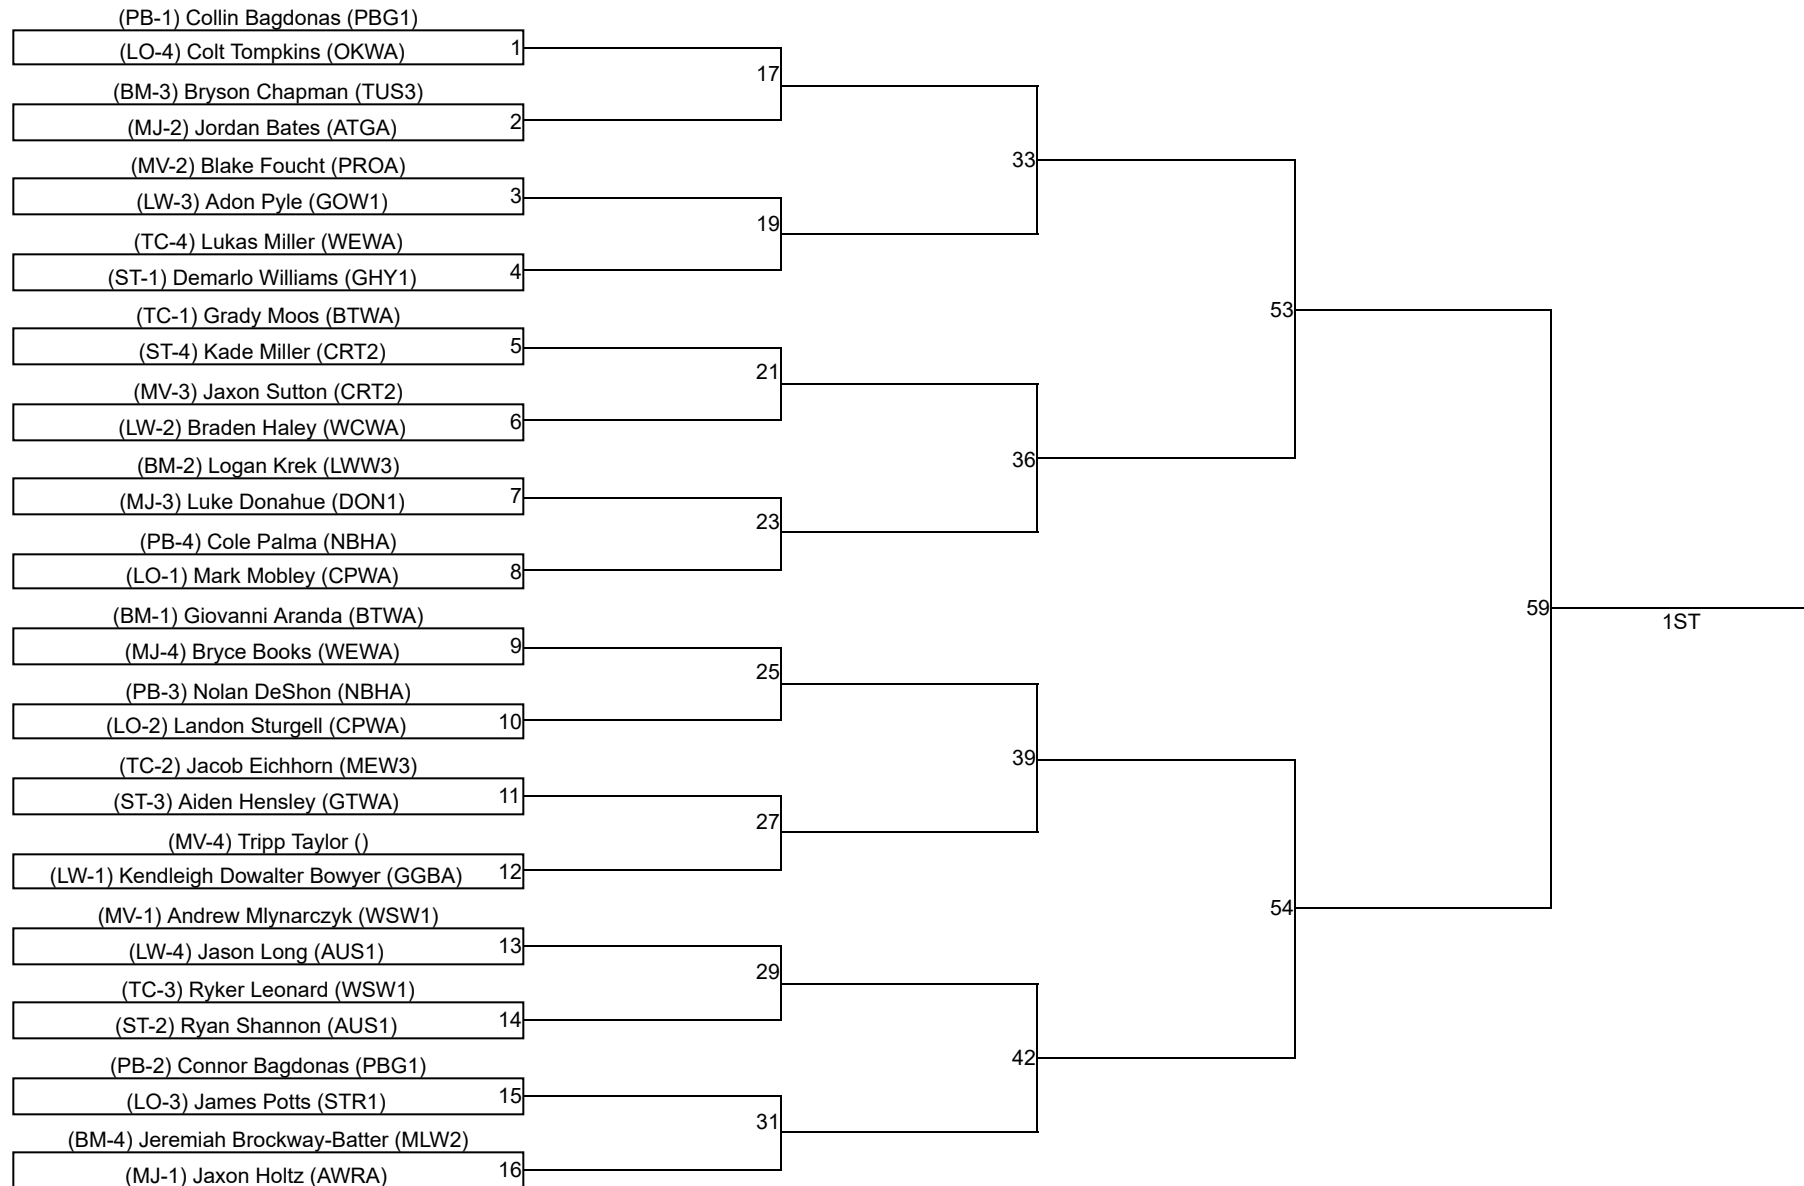 (PB-1) Collin Bagdonas (PBG1)
(LO-4) Colt Tompkins (OKWA)
1
(BM-3) Bryson Chapman (TUS3)
(MJ-2) Jordan Bates (ATGA)
2
(MV-2) Blake Foucht (PROA)
(LW-3) Adon Pyle (GOW1)
3
(TC-4) Lukas Miller (WEWA)
(ST-1) Demarlo Williams (GHY1)
4
(TC-1) Grady Moos (BTWA)
(ST-4) Kade Miller (CRT2)
5
(MV-3) Jaxon Sutton (CRT2)
(LW-2) Braden Haley (WCWA)
6
(BM-2) Logan Krek (LWW3)
(MJ-3) Luke Donahue (DON1)
7
(PB-4) Cole Palma (NBHA)
(LO-1) Mark Mobley (CPWA)
8
(BM-1) Giovanni Aranda (BTWA)
(MJ-4) Bryce Books (WEWA)
9
(PB-3) Nolan DeShon (NBHA)
(LO-2) Landon Sturgell (CPWA)
10
(TC-2) Jacob Eichhorn (MEW3)
(ST-3) Aiden Hensley (GTWA)
11
(MV-4) Tripp Taylor ()
(LW-1) Kendleigh Dowalter Bowyer (GGBA)
12
(MV-1) Andrew Mlynarczyk (WSW1)
(LW-4) Jason Long (AUS1)
13
(TC-3) Ryker Leonard (WSW1)
(ST-2) Ryan Shannon (AUS1)
14
(PB-2) Connor Bagdonas (PBG1)
(LO-3) James Potts (STR1)
15
(BM-4) Jeremiah Brockway-Batter (MLW2)
(MJ-1) Jaxon Holtz (AWRA)
16
17
19
21
23
25
27
29
31
33
36
39
42
53
54
59
1ST